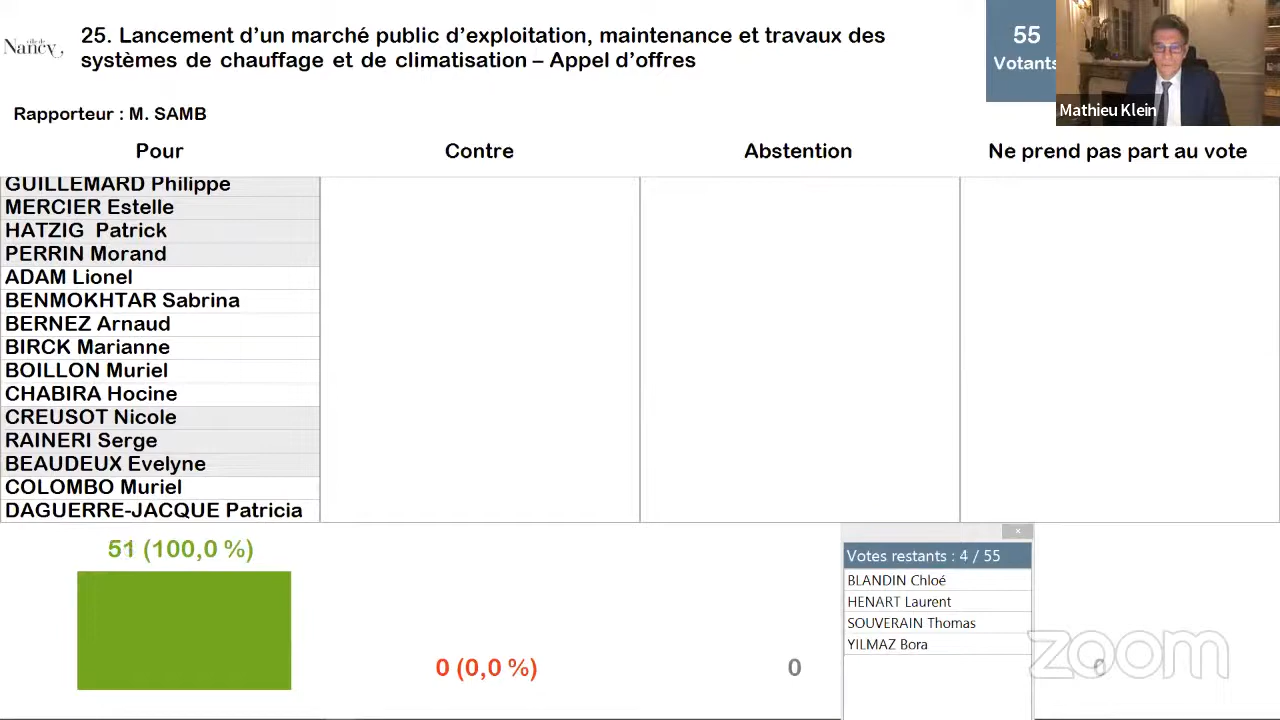 ville de
Nancy,
25. Lancement d’un marché public d’exploitation, maintenance et travaux des
systèmes de chauffage et de climatisation – Appel d’offres
55
Votants
Mathieu Klein
Rapporteur : M. SAMB
Pour
Contre
Abstention
Ne prend pas part au vote
GUILLEMARD Philippe
MERCIER Estelle
HATZIG Patrick
PERRIN Morand
ADAM Lionel
BENMOKHTAR Sabrina
BERNEZ Arnaud
BIRCK Marianne
BOILLON Muriel
CHABIRA Hocine
CREUSOT Nicole
RAINERI Serge
BEAUDEUX Evelyne
COLOMBO Muriel
DAGUERRE-JACQUE Patricia
51 (100,0 %)
0 (0,0 %)
0
Votes restants : 4 / 55
BLANDIN Chloé
HENART Laurent
SOUVERAIN Thomas
YILMAZ Bora
0
zoom